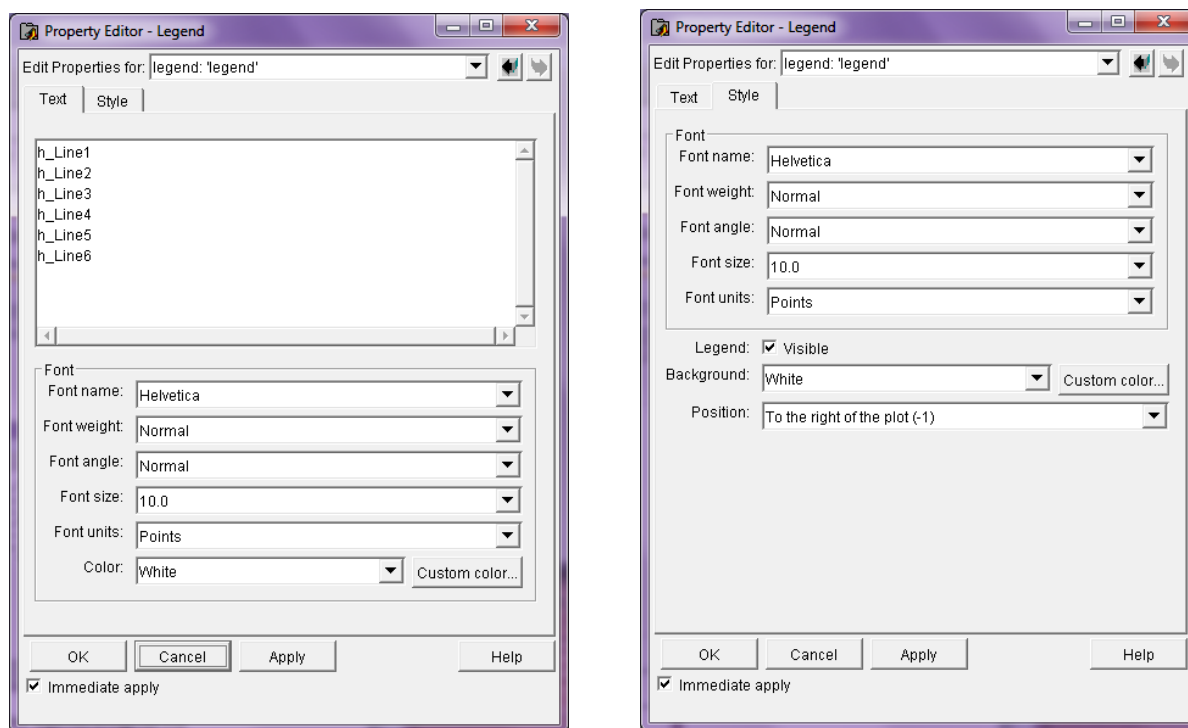 Property Editor - Legend
Edit Properties for: legend: 'legend'
Text Style
h_Line1
h_Line2
h_Line3
h_Line4
h_Line5
h_Line6
Font
Font name: Helvetica
Font weight: Normal
Font angle: Normal
Font size: 10.0
Font units: Points
Color: White Custom color...
OK Cancel Apply Help
Immediate apply
Property Editor - Legend
Edit Properties for: legend: 'legend'
Text Style
Font
Font name: Helvetica
Font weight: Normal
Font angle: Normal
Font size: 10.0
Font units: Points
Legend: Visible
Background: White Custom color...
Position: To the right of the plot (-1)
OK Cancel Apply Help
Immediate apply